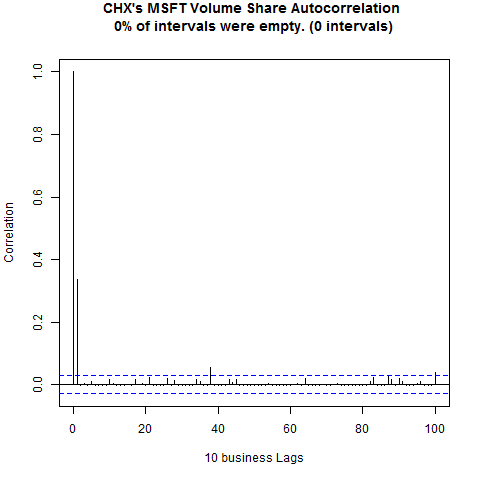 CHX's MSFT Volume Share Autocorrelation
0% of intervals were empty. (0 intervals)
Correlation
1.0
0.8
0.6
0.4
0.2
0.0
0 20 40 60 80 100
10 business Lags